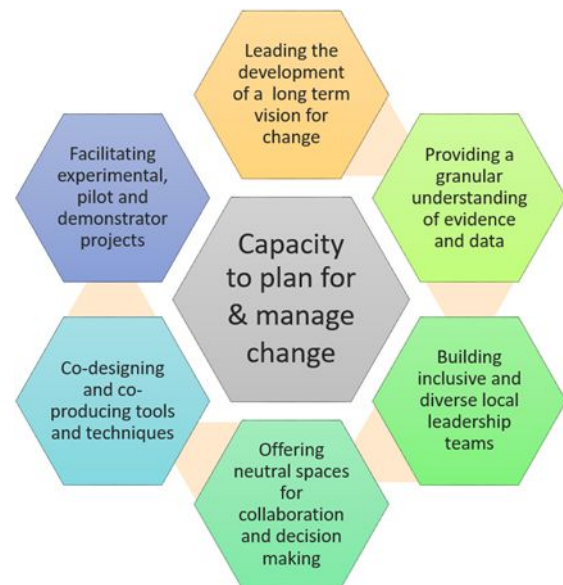 Leading the
development
of a long term
vision for
change
Providing a
granular
understanding
of evidence
and data
Building
inclusive and
diverse local
leadership
teams
Offering
neutral spaces
for
collaboration
and decision
making
Co-designing
and co-
producing tools
and techniques
Facilitating
experimental,
pilot and
demonstrator
projects
Capacity
to plan for
& manage
change